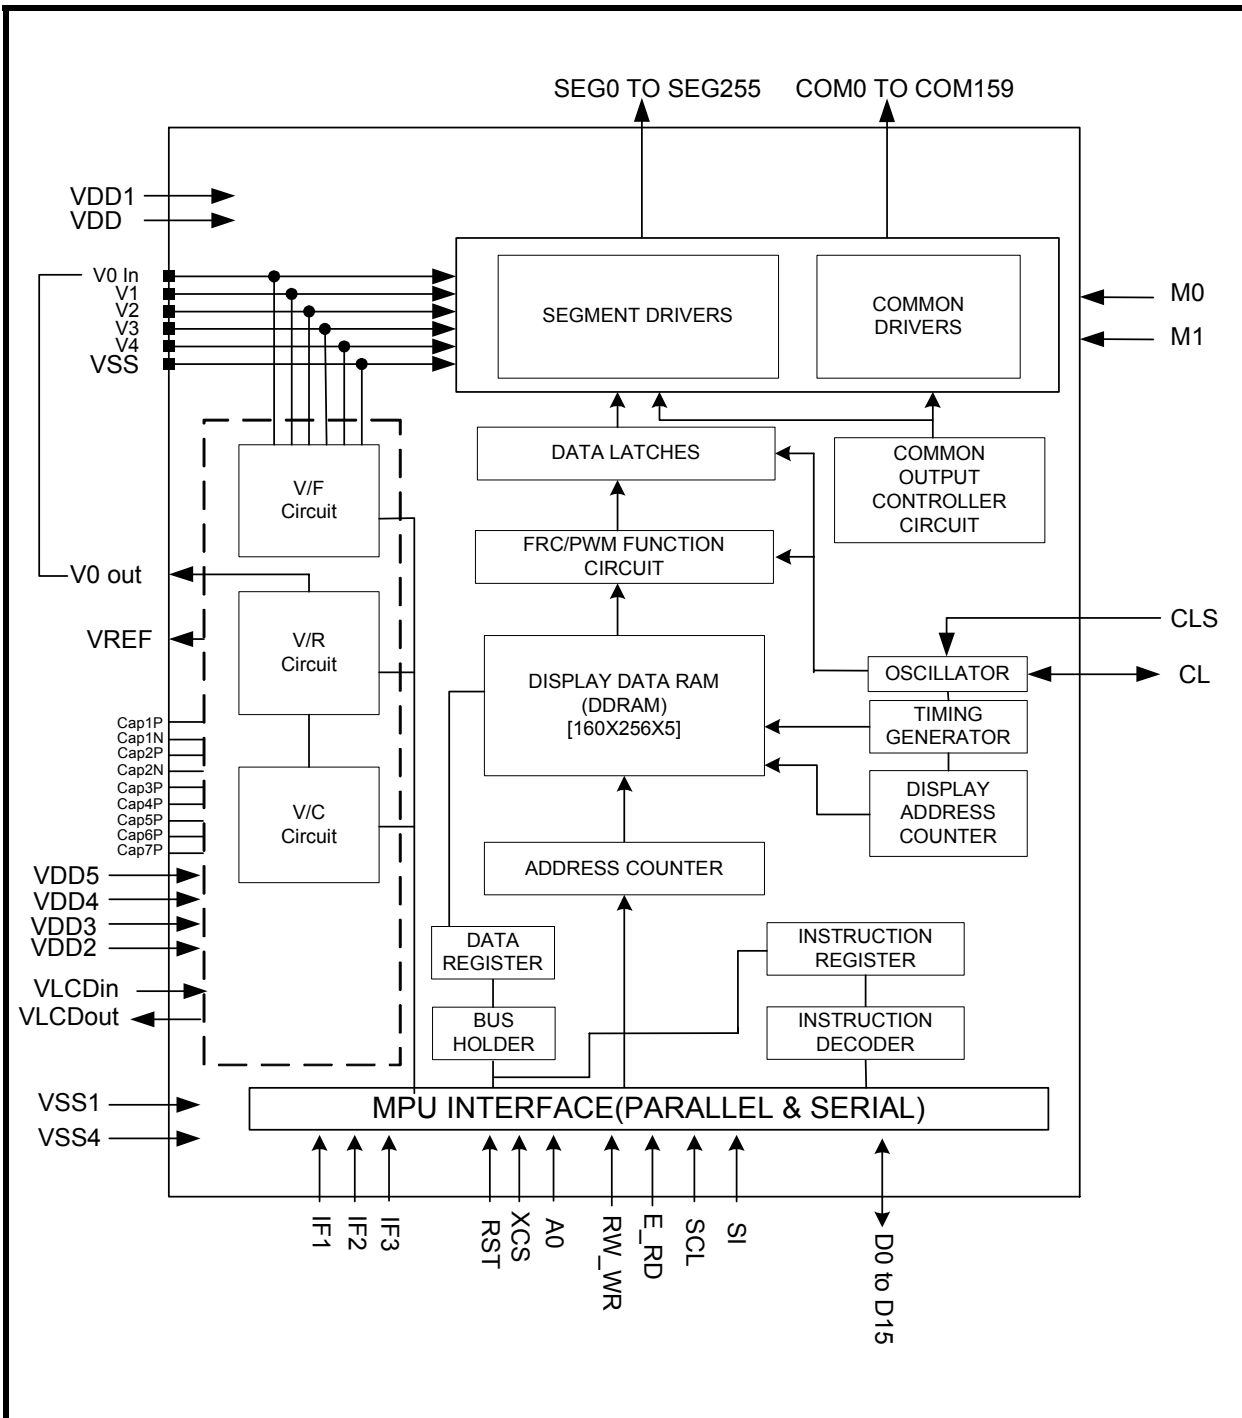 SEG0 TO SEG255
COM0 TO COM159
VDD1
VDD
V0 In
V1
V2
V3
V4
VSS
SEGMENT DRIVERS
COMMON
DRIVERS
M0
M1
DATA LATCHES
COMMON
OUTPUT
CONTROLLER
CIRCUIT
V/F
Circuit
FRC/PWM FUNCTION
CIRCUIT
V0 out
VREF
V/R
Circuit
CLS
CL
OSCILLATOR
DISPLAY DATA RAM
(DDRAM)
[160X256X5]
TIMING
GENERATOR
Cap1P
Cap1N
Cap2P
Cap2N
Cap3P
Cap4P
Cap5P
Cap6P
Cap7P
V/C
Circuit
DISPLAY
ADDRESS
COUNTER
ADDRESS COUNTER
VDD5
VDD4
VDD3
VDD2
VLCDin
VLCDout
DATA
REGISTER
INSTRUCTION
REGISTER
BUS
HOLDER
INSTRUCTION
DECODER
VSS1
VSS4
MPU INTERFACE(PARALLEL & SERIAL)
IF1
IF2
IF3
RST
XCS
A0
RW_WR
E_RD
SCL
SI
D0 to D15